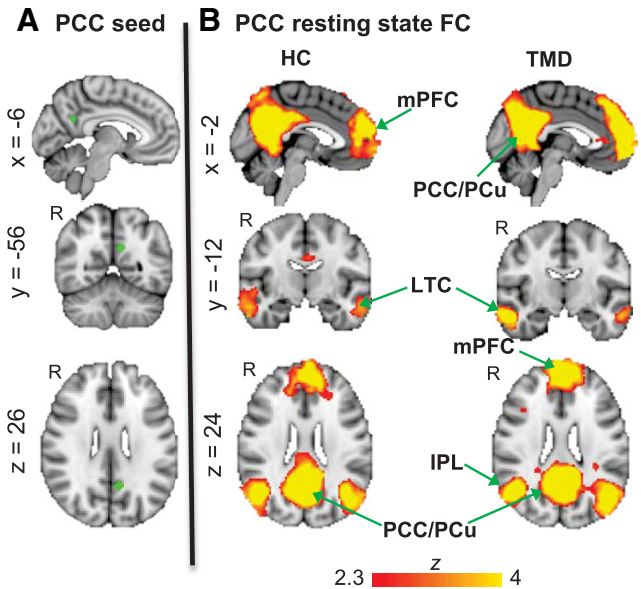 A PCC seed
B PCC resting state FC
HC
TMD
x = -6
x = -2
mPFC
PCC/PCu
R
R
R
y = -56
y = -12
LTC
mPFC
R
R
R
z = 26
z = 24
IPL
PCC/PCu
z
2.3
4